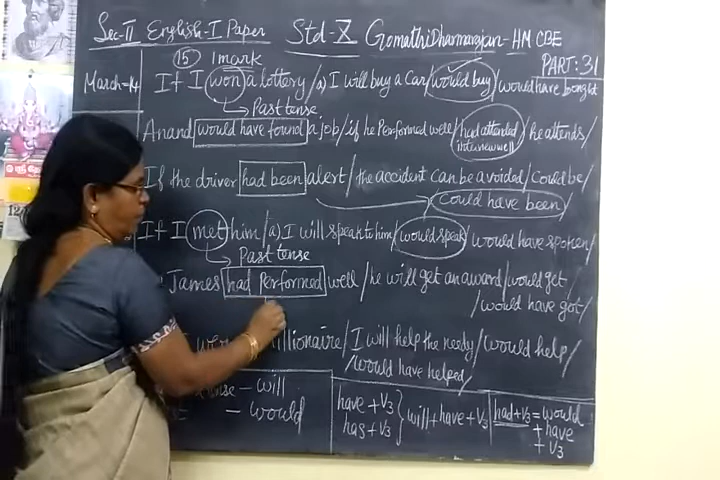 Sec-II English-I Paper Std-X Gomathi Dharmarajan-HM CBE
PART:31
(15) 1 mark
March-14 If I won a lottery /a) I will buy a car/would buy/would have bought
Past tense
Anand would have found a job/if he Performed well/had attended interview well/he attends/
If the driver had been alert/the accident can be avoided/could be/
could have been/
If I met him/a) I will speak to him/would speak/would have spoken/
Past tense
James had Performed well/he will get an award/would get
/would have got/
I will help the needy/would help/
/would have helped/
– will
– would
have + V3
has + V3
will + have + V3
had + V3 = would
+ have
+ V3
12